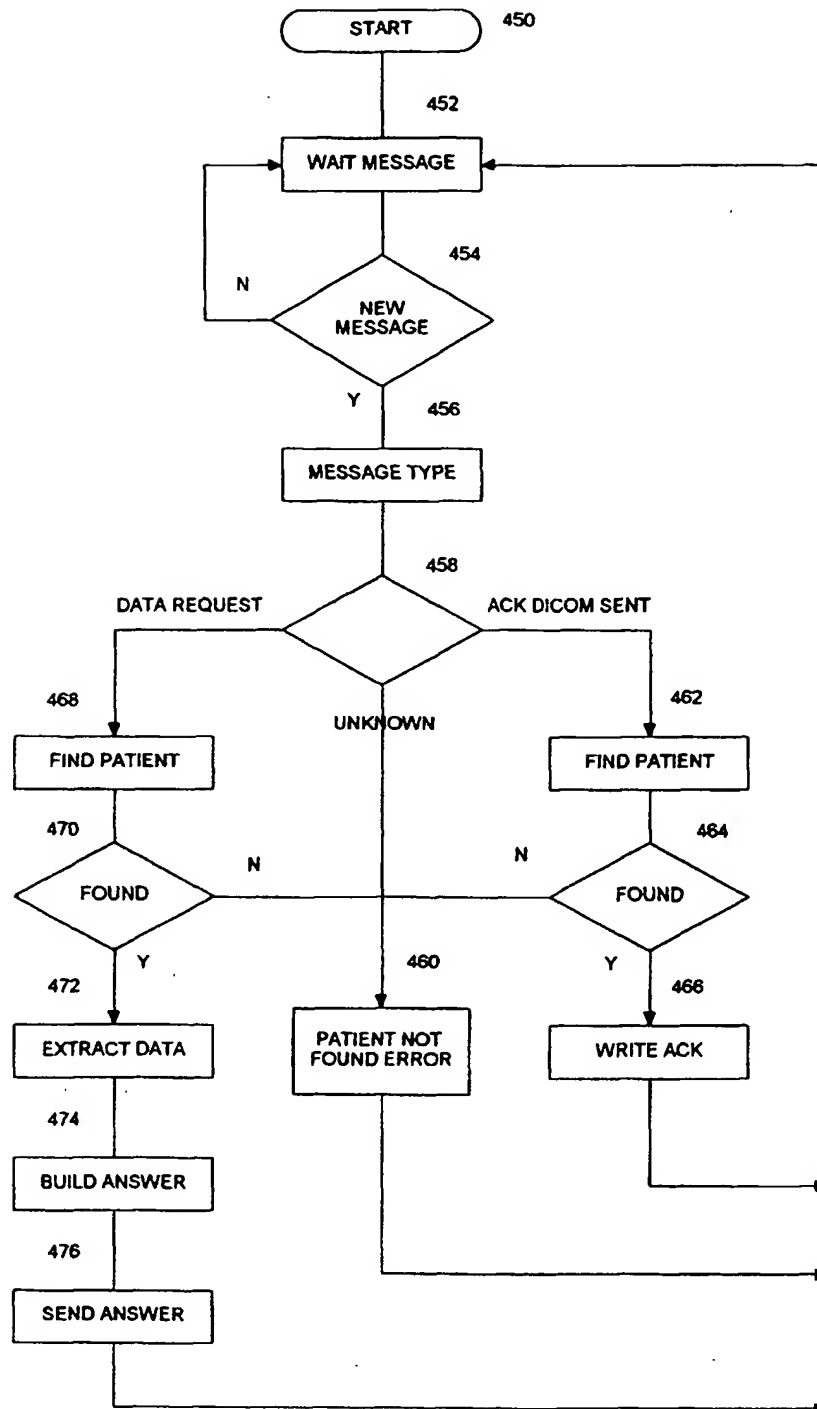 START
450
452
WAIT MESSAGE
454
N
NEW
MESSAGE
Y
456
MESSAGE TYPE
458
DATA REQUEST
ACK DICOM SENT
468
462
UNKNOWN
FIND PATIENT
FIND PATIENT
470
464
N
N
FOUND
FOUND
Y
460
Y
472
466
EXTRACT DATA
PATIENT NOT
FOUND ERROR
WRITE ACK
474
BUILD ANSWER
476
SEND ANSWER